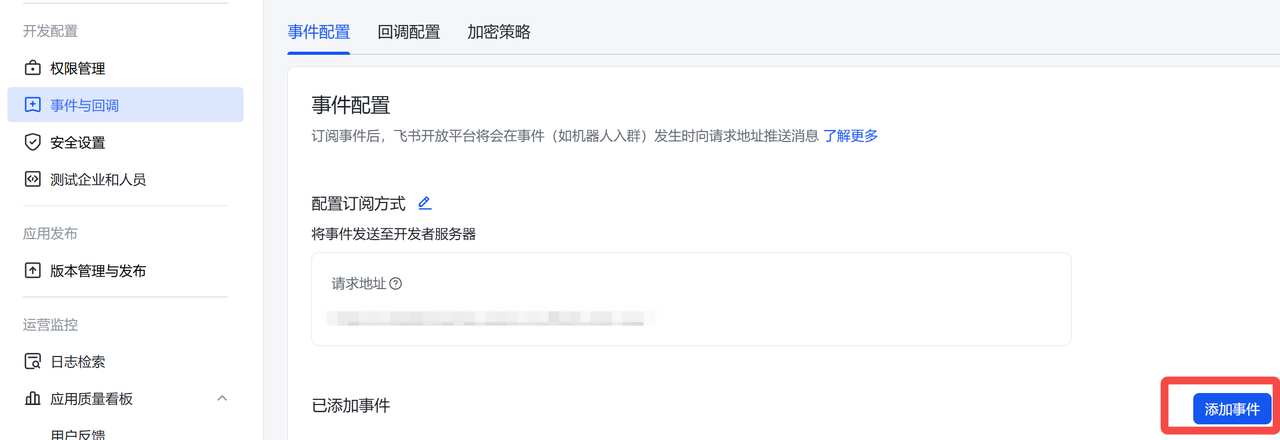 开发配置
权限管理
事件与回调
安全设置
测试企业和人员
应用发布
版本管理与发布
运营监控
日志检索
应用质量看板
用户反馈
事件配置 回调配置 加密策略
事件配置
订阅事件后，飞书开放平台将会在事件（如机器人入群）发生时向请求地址推送消息 了解更多
配置订阅方式
将事件发送至开发者服务器
请求地址
已添加事件
添加事件